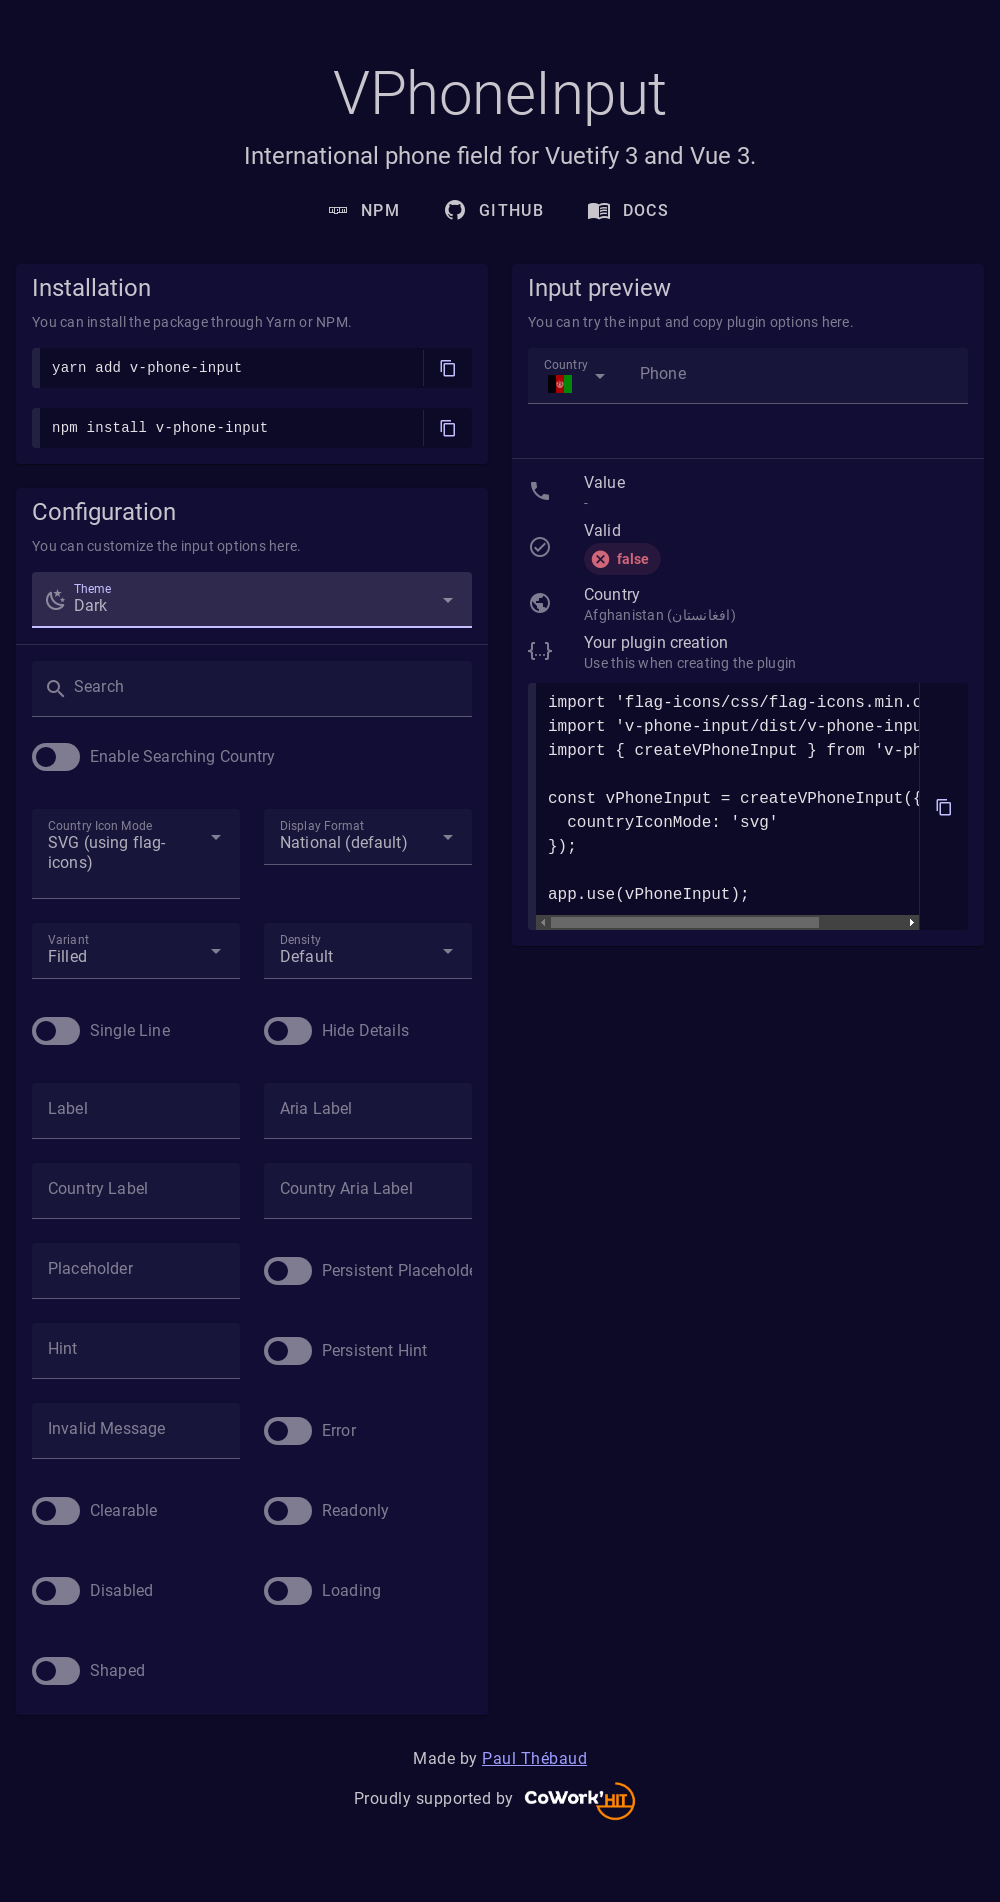 VPhoneInput
International phone field for Vuetify 3 and Vue 3.
NPM
GITHUB
DOCS
Installation
You can install the package through Yarn or NPM.
yarn add v-phone-input
npm install v-phone-input
Configuration
You can customize the input options here.
Theme
Dark
Search
Enable Searching Country
Country Icon Mode
SVG (using flag-
icons)
Display Format
National (default)
Variant
Filled
Density
Default
Single Line
Hide Details
Label
Aria Label
Country Label
Country Aria Label
Placeholder
Persistent Placeholde
Hint
Persistent Hint
Invalid Message
Error
Clearable
Readonly
Disabled
Loading
Shaped
Input preview
You can try the input and copy plugin options here.
Country
Phone
Value
-
Valid
false
Country
Afghanistan (افغانستان)
Your plugin creation
Use this when creating the plugin
import 'flag-icons/css/flag-icons.min.c
import 'v-phone-input/dist/v-phone-inpu
import { createVPhoneInput } from 'v-ph
const vPhoneInput = createVPhoneInput({
  countryIconMode: 'svg'
});
app.use(vPhoneInput);
Made by Paul Thébaud
Proudly supported by CoWork'HIT